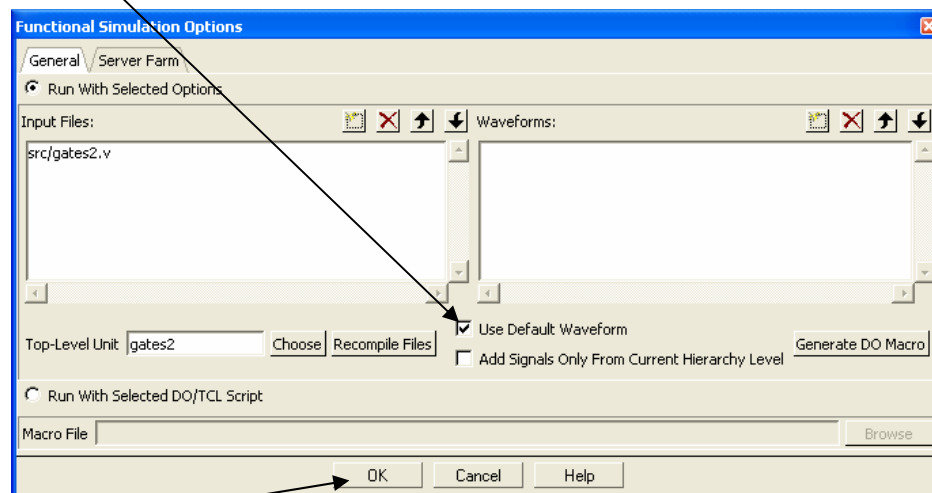 Functional Simulation Options
General
Server Farm
Run With Selected Options
Input Files:
Waveforms:
src/gates2.v
Use Default Waveform
Top-Level Unit gates2 Choose Recompile Files
Generate DO Macro
Add Signals Only From Current Hierarchy Level
Run With Selected DO/TCL Script
Macro File Browse
OK Cancel Help